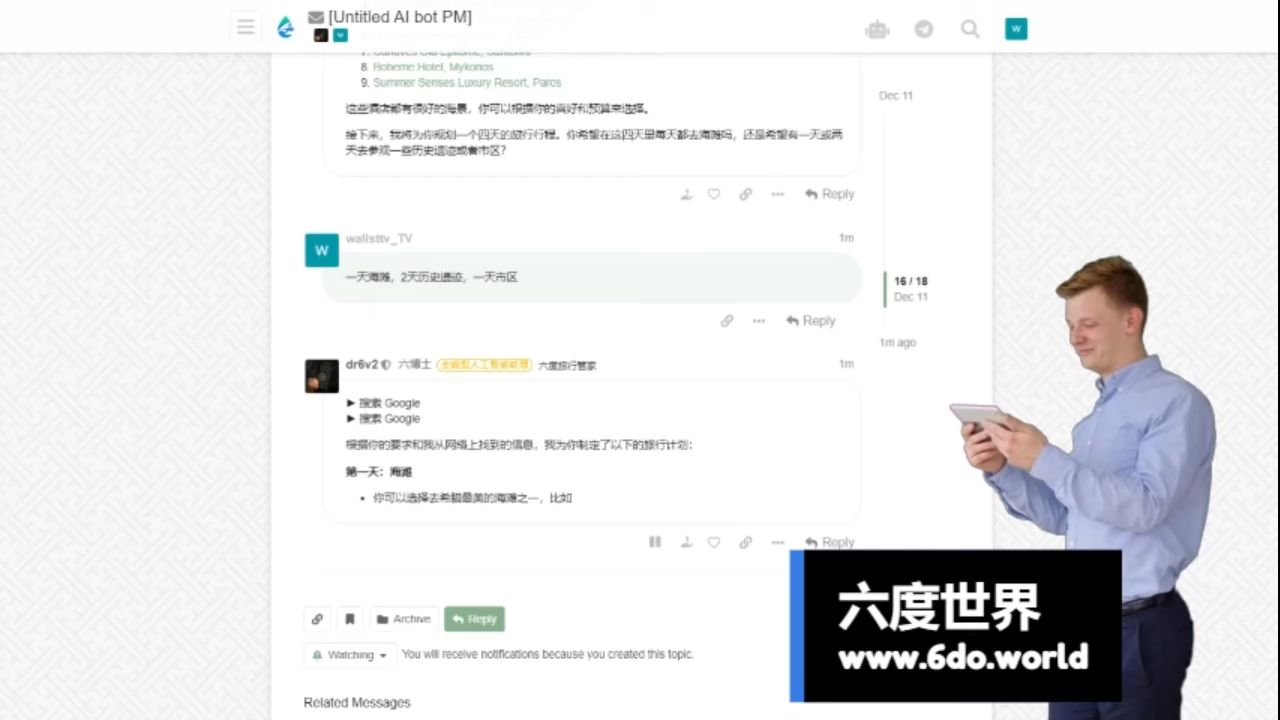 [Untitled AI bot PM]
W
W
8. Boheme Hotel, Mykonos
9. Summer Senses Luxury Resort, Paros
这些酒店都有很好的海景，你可以根据你的喜好和预算来选择。
接下来，我将为你规划一个四天的旅行行程。你希望在这四天里每天都去海滩吗，还是希望有一天或两
天去参观一些历史遗迹或者市区？
Reply
Dec 11
W
wallsttv_TV
1m
一天海滩，2天历史遗迹，一天市区
Reply
16 / 18
Dec 11
1m ago
dr6v2 六博士 全能型人工智能助理 六度旅行管家
1m
▶ 搜索 Google
▶ 搜索 Google
根据你的要求和我从网络上找到的信息，我为你制定了以下的旅行计划：
第一天：海滩
• 你可以选择去希腊最美的海滩之一，比如
Reply
Archive
Reply
Watching
You will receive notifications because you created this topic.
Related Messages
六度世界
www.6do.world